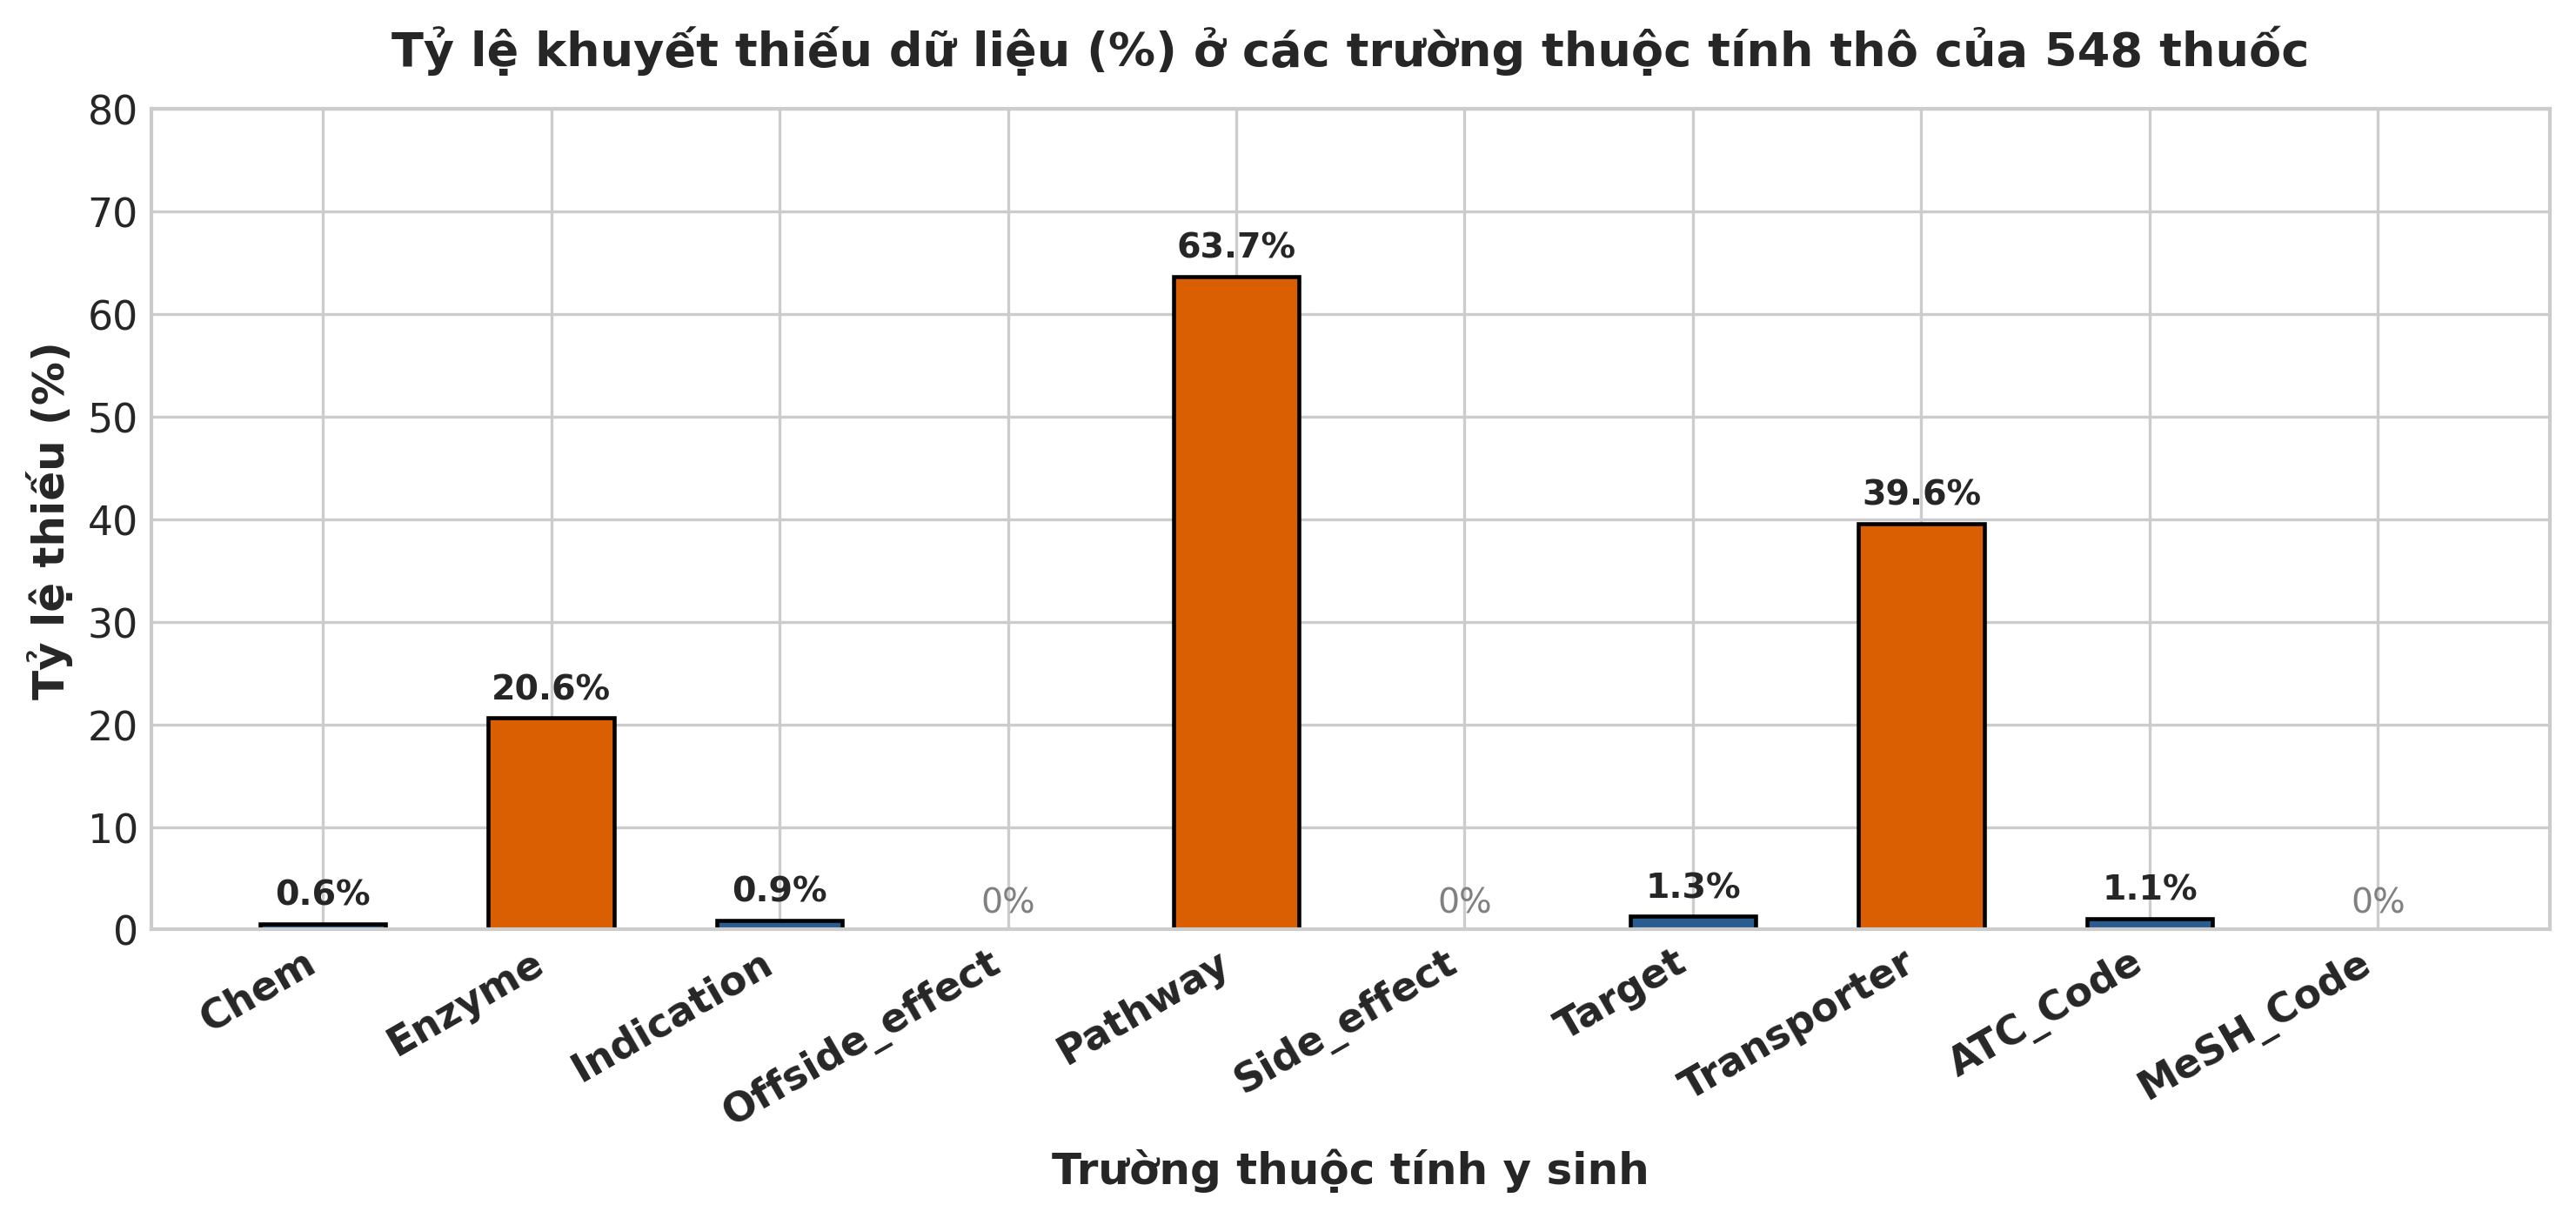 Tỷ lệ khuyết thiếu dữ liệu (%) ở các trường thuộc tính thô của 548 thuốc
Tỷ lệ thiếu (%)
80
70
60
50
40
30
20
10
0
0.6%
20.6%
0.9%
0%
63.7%
0%
1.3%
39.6%
1.1%
0%
Chem
Enzyme
Indication
Offside_effect
Pathway
Side_effect
Target
Transporter
ATC_Code
MeSH_Code
Trường thuộc tính y sinh